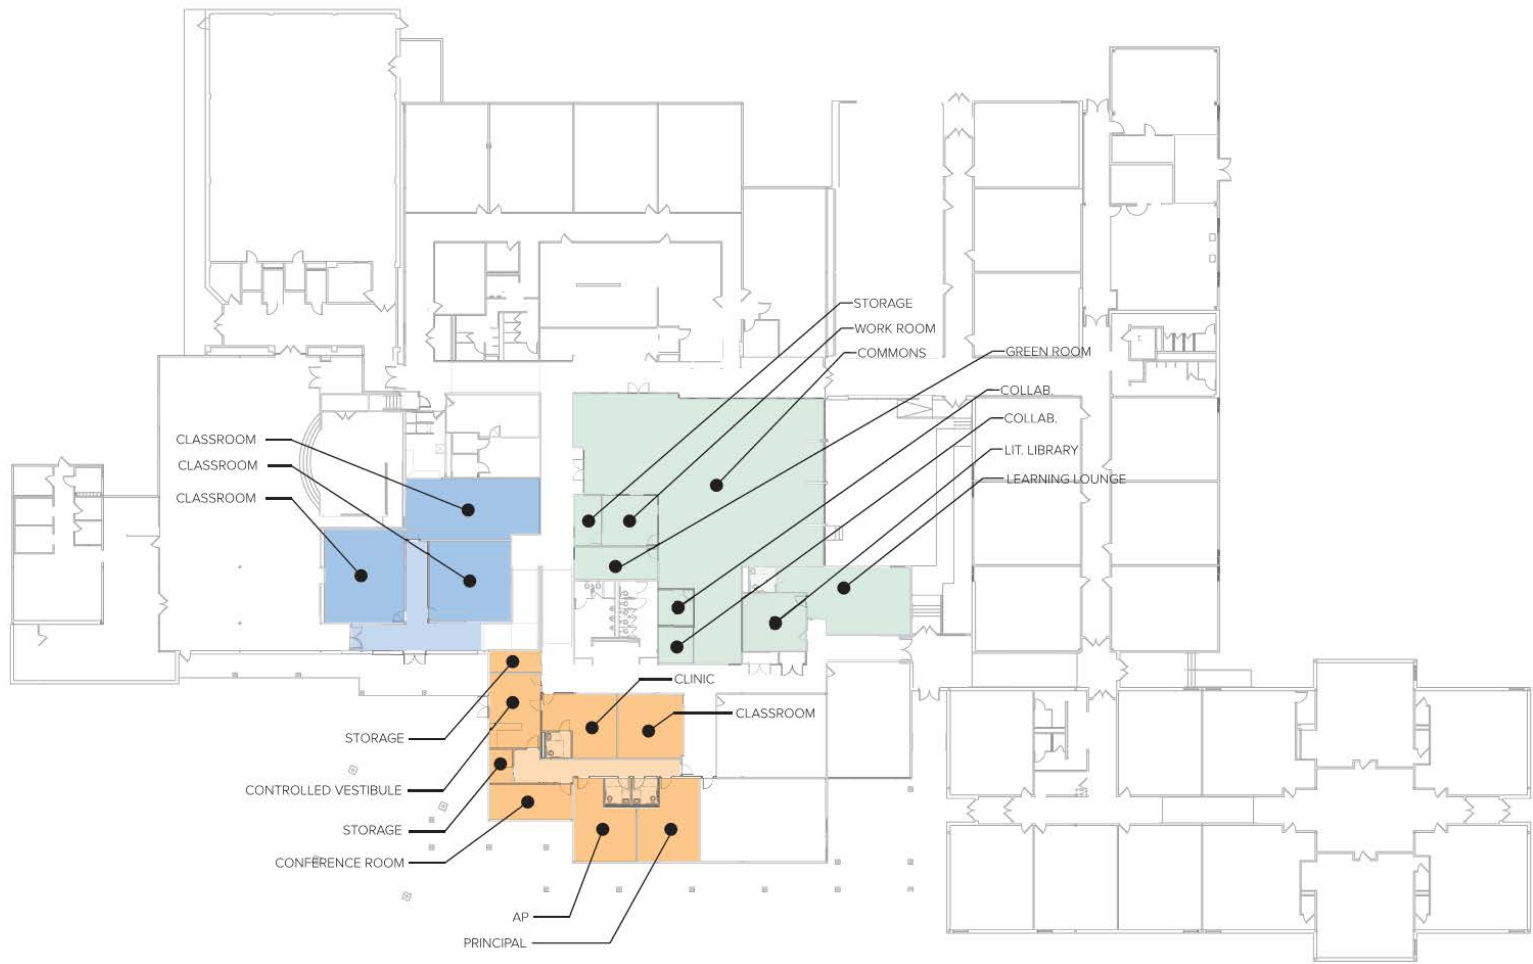 STORAGE
WORK ROOM
COMMONS
GREEN ROOM
COLLAB.
COLLAB.
LIT. LIBRARY
LEARNING LOUNGE
CLASSROOM
CLASSROOM
CLASSROOM
CLINIC
CLASSROOM
STORAGE
CONTROLLED VESTIBULE
STORAGE
CONFERENCE ROOM
AP
PRINCIPAL